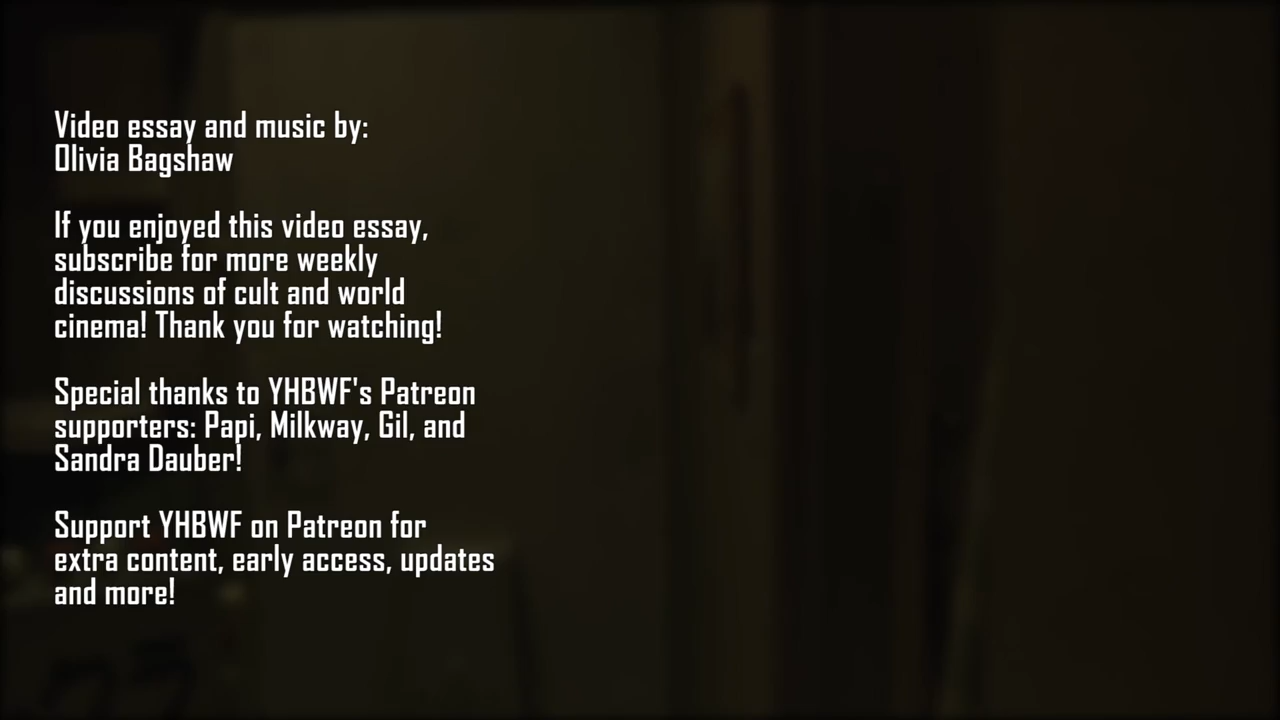 Video essay and music by:
Olivia Bagshaw
If you enjoyed this video essay,
subscribe for more weekly
discussions of cult and world
cinema! Thank you for watching!
Special thanks to YHBWF's Patreon
supporters: Papi, Milkway, Gil, and
Sandra Dauber!
Support YHBWF on Patreon for
extra content, early access, updates
and more!